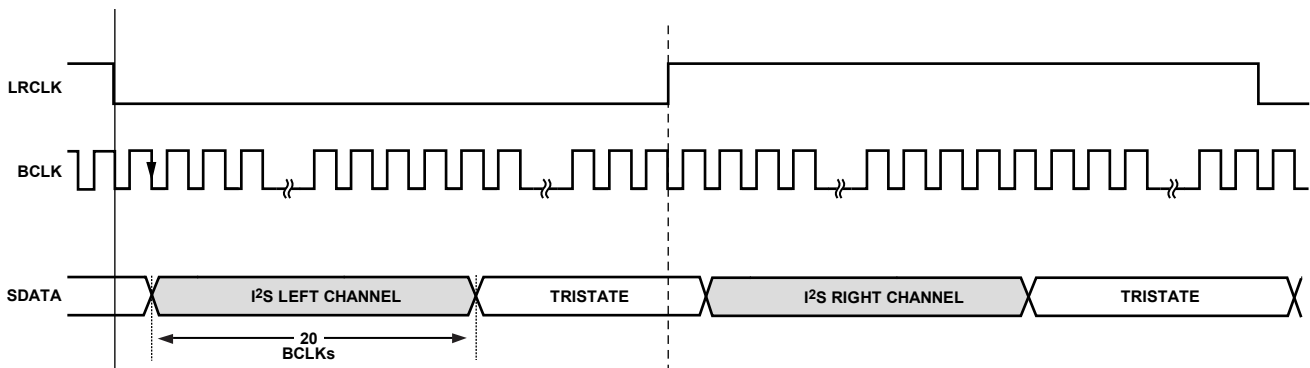 LRCLK
BCLK
SDATA
I²S LEFT CHANNEL
TRISTATE
I²S RIGHT CHANNEL
TRISTATE
20
BCLKs